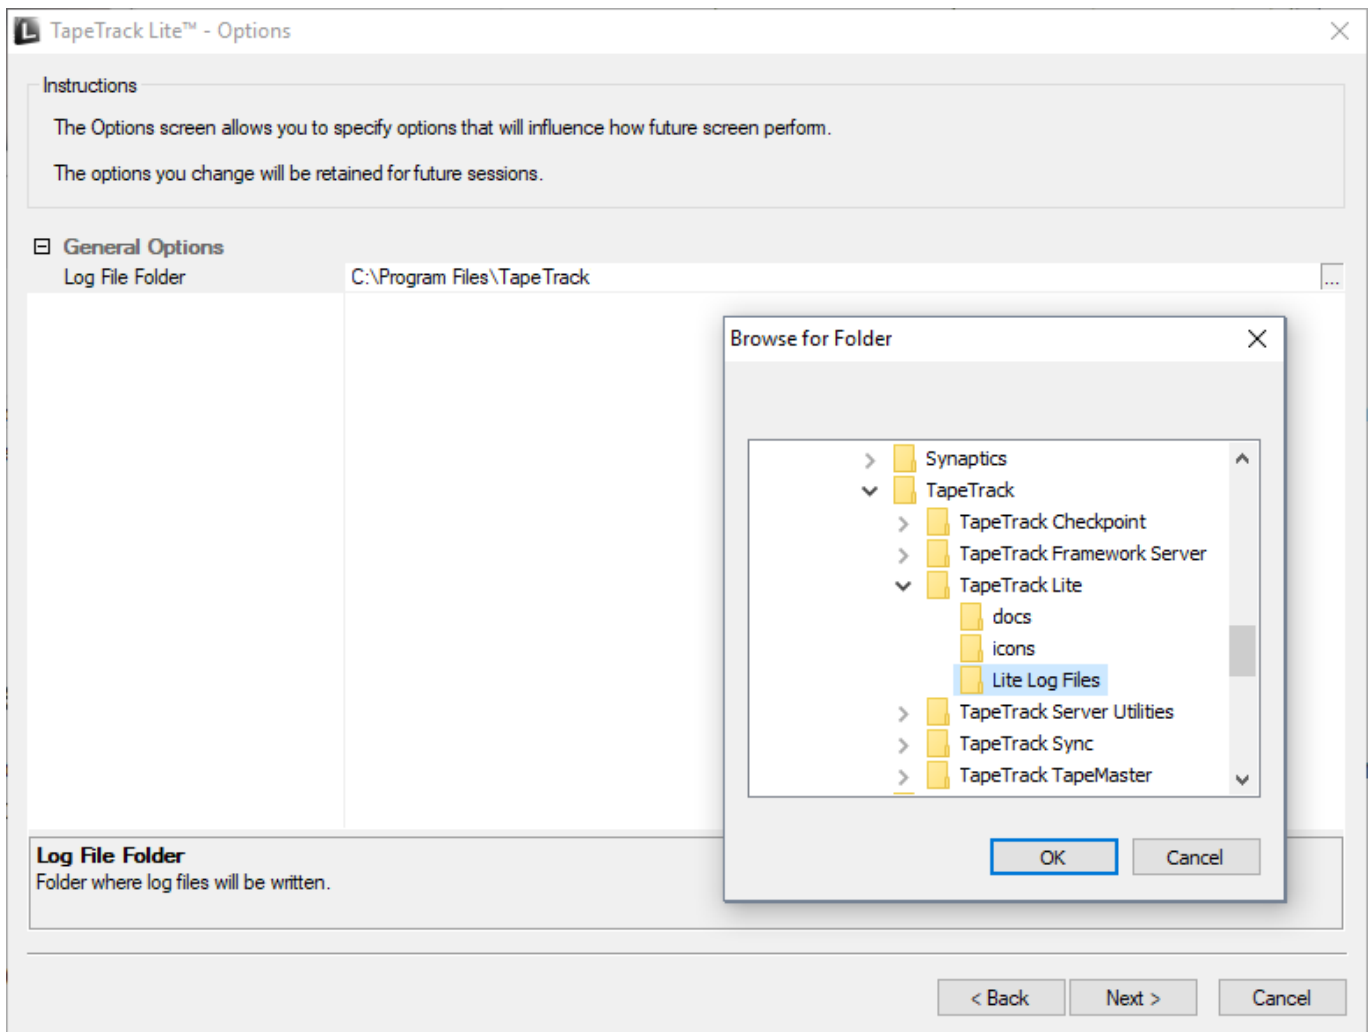 TapeTrack Lite™ - Options
Instructions
The Options screen allows you to specify options that will influence how future screen perform.
The options you change will be retained for future sessions.
General Options
Log File Folder C:\Program Files\TapeTrack ...
Browse for Folder
Synaptics
TapeTrack
TapeTrack Checkpoint
TapeTrack Framework Server
TapeTrack Lite
docs
icons
Lite Log Files
TapeTrack Server Utilities
TapeTrack Sync
TapeTrack TapeMaster
OK Cancel
Log File Folder
Folder where log files will be written.
< Back Next > Cancel